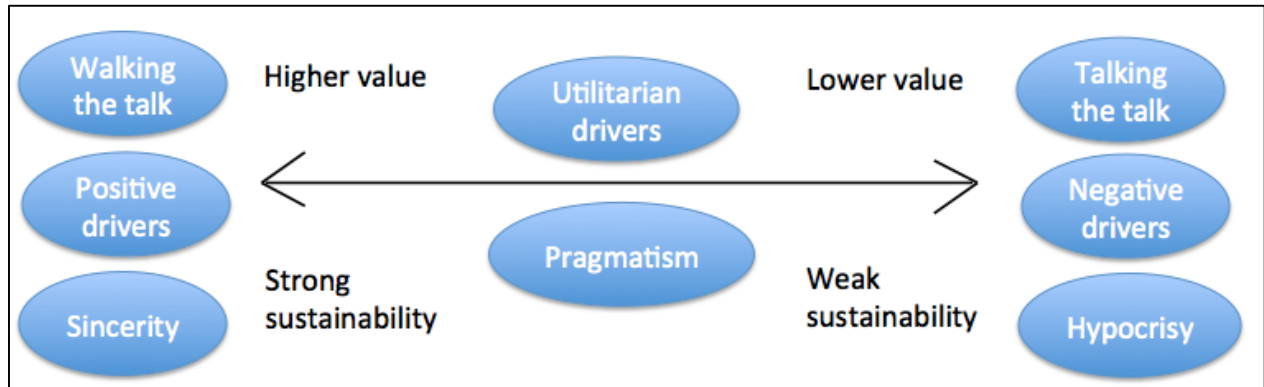 Walking
the talk
Higher value
Utilitarian
drivers
Lower value
Talking
the talk
Positive
drivers
Negative
drivers
Pragmatism
Strong
sustainability
Weak
sustainability
Sincerity
Hypocrisy